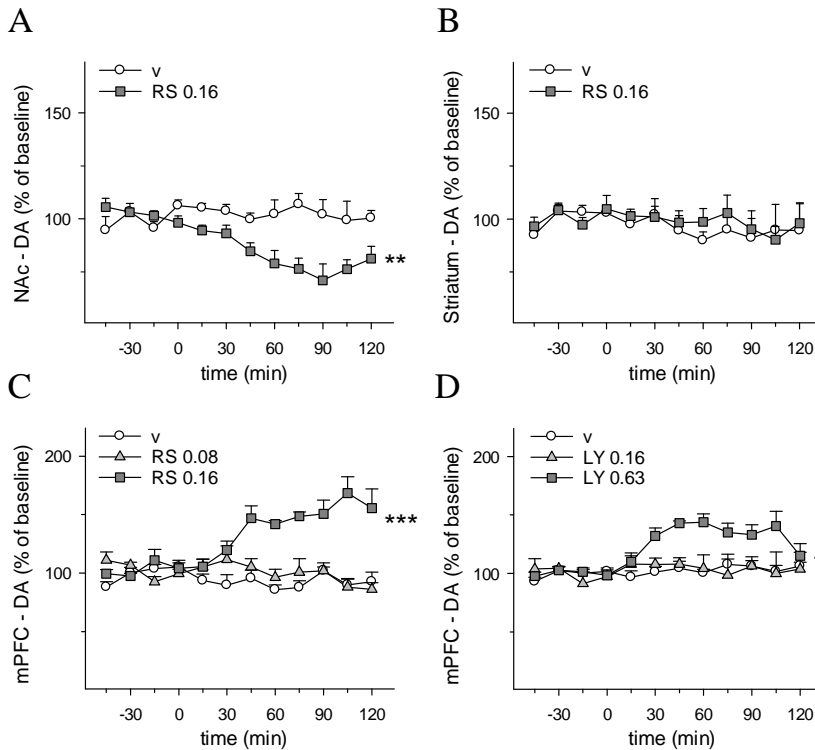 A
v
RS 0.16
150
100
NAc - DA (% of baseline)
**
-30 0 30 60 90 120
time (min)
B
v
RS 0.16
150
100
Striatum - DA (% of baseline)
-30 0 30 60 90 120
time (min)
C
v
RS 0.08
RS 0.16
200
100
mPFC - DA (% of baseline)
***
-30 0 30 60 90 120
time (min)
D
v
LY 0.16
LY 0.63
200
100
mPFC - DA (% of baseline)
-30 0 30 60 90 120
time (min)